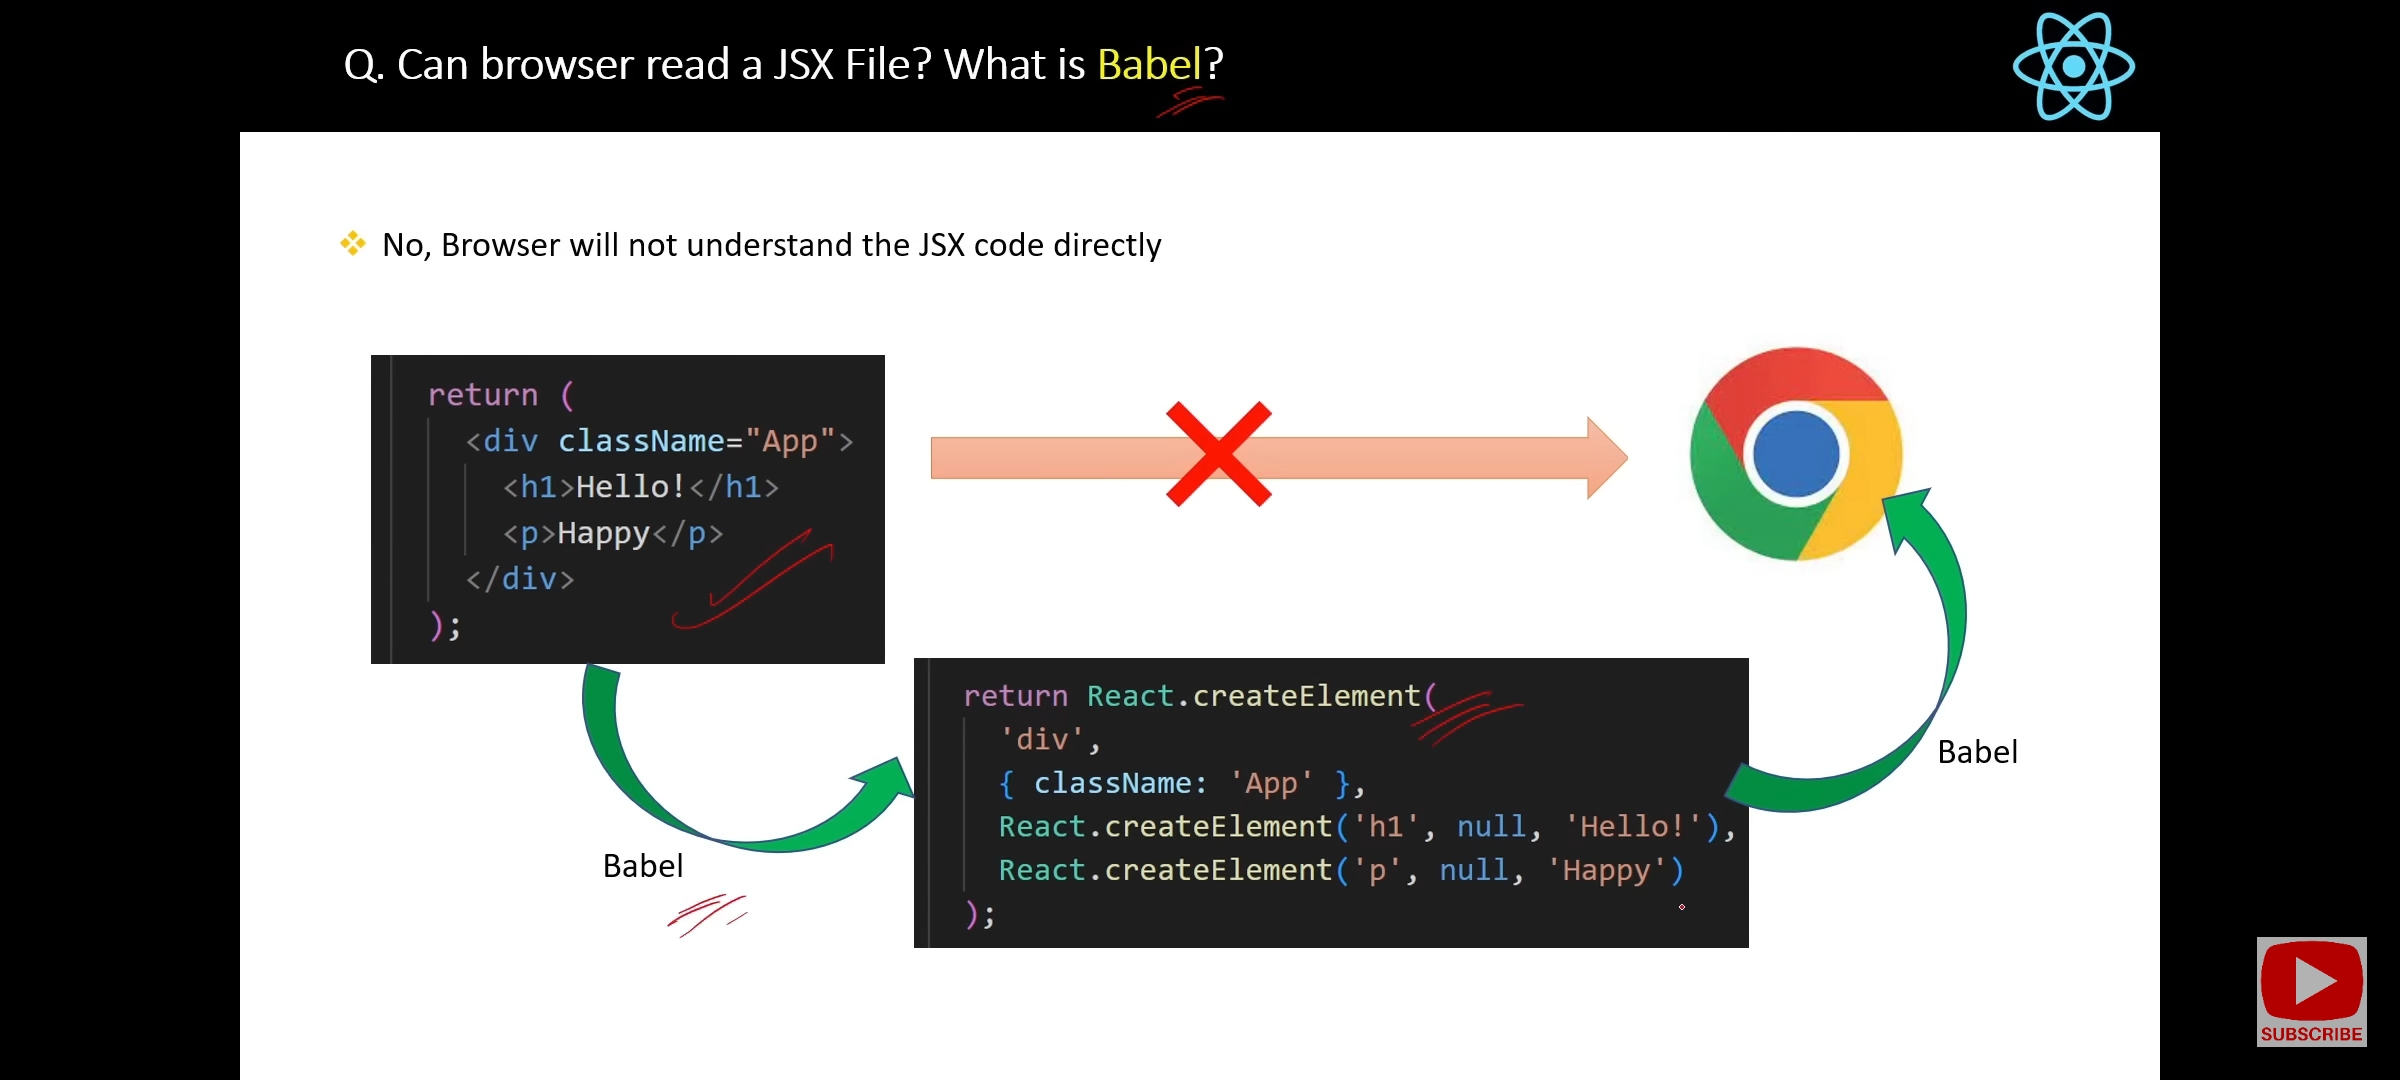 Q. Can browser read a JSX File? What is Babel?
No, Browser will not understand the JSX code directly
return (
<div className="App">
<h1>Hello!</h1>
<p>Happy</p>
</div>
);
Babel
return React.createElement(
'div',
{ className: 'App' },
React.createElement('h1', null, 'Hello!'),
React.createElement('p', null, 'Happy')
);
Babel
SUBSCRIBE